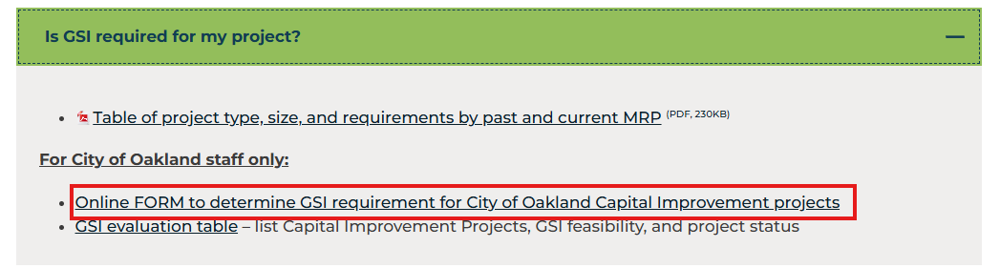 Is GSI required for my project?
Table of project type, size, and requirements by past and current MRP (PDF, 230KB)
For City of Oakland staff only:
Online FORM to determine GSI requirement for City of Oakland Capital Improvement projects
GSI evaluation table – list Capital Improvement Projects, GSI feasibility, and project status